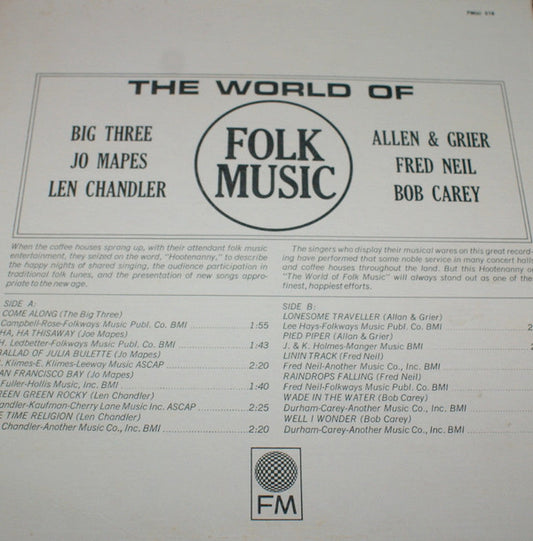 THE WORLD OF
FOLK
MUSIC
BIG THREE
JO MAPES
LEN CHANDLER
ALLEN & GRIER
FRED NEIL
BOB CAREY
When the coffee houses sprang up, with their attendant folk music
entertainment, they seized on the word, "Hootenanny," to describe
the happy nights of shared singing, the audience participation in
traditional folk tunes, and the presentation of new songs appro-
priate to the new age.
The singers who display their musical wares on this great record-
ing have performed that same noble service in many concert halls
and coffee houses throughout the land. But this Hootenanny or
"The World of Folk Music" will always stand out as one of the
finest, happiest efforts.
SIDE A:
COME ALONG (The Big Three)
Campbell-Rose-Folkways Music Publ. Co. BMI 1:55
HA, HA THISAWAY (Joe Mapes)
H. Ledbetter-Folkways Music Publ. Co. BMI 1:43
BALLAD OF JULIA BULETTE (Jo Mapes)
E. Klimes-E. Klimes-Leeway Music ASCAP 2:20
SAN FRANCISCO BAY (Jo Mapes)
Fuller-Hollis Music, Inc. BMI 1:40
GREEN GREEN ROCKY (Len Chandler)
Chandler-Kaufman-Cherry Lane Music Inc. ASCAP 2:25
TIME RELIGION (Len Chandler)
Chandler-Another Music Co., Inc. BMI 2:20
SIDE B:
LONESOME TRAVELLER (Allan & Grier)
Lee Hays-Folkways Music Publ. Co. BMI 2
PIED PIPER (Allan & Grier)
J. & K. Holmes-Manger Music BMI
LININ TRACK (Fred Neil)
Fred Neil-Another Music Co., Inc. BMI
RAINDROPS FALLING (Fred Neil)
Fred Neil-Folkways Music Publ. Co. BMI
WADE IN THE WATER (Bob Carey)
Durham-Carey-Another Music Co., Inc. BMI
WELL I WONDER (Bob Carey)
Durham-Carey-Another Music Co., Inc. BMI
FM